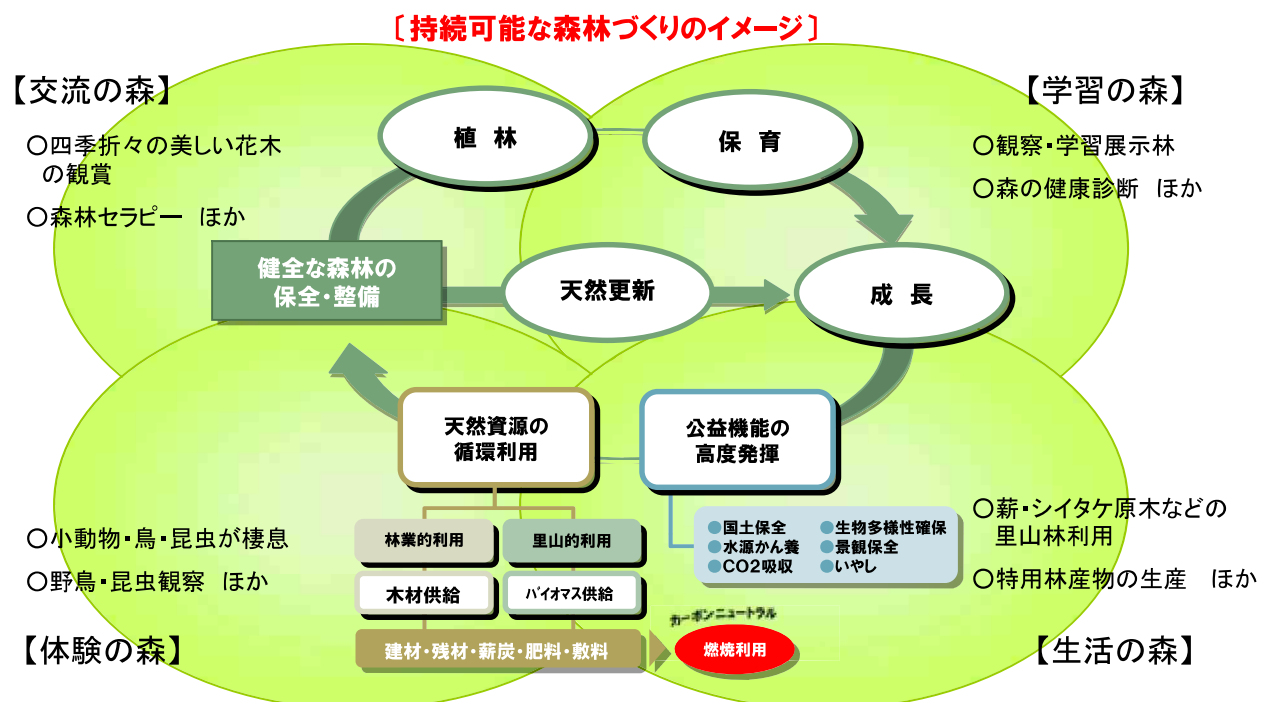 〔持続可能な森林づくりのイメージ〕
【交流の森】
○四季折々の美しい花木
の観賞
○森林セラピー ほか
【学習の森】
○観察・学習展示林
○森の健康診断 ほか
植 林
保 育
健全な森林の
保全・整備
天然更新
成 長
天然資源の
循環利用
公益機能の
高度発揮
林業的利用
里山的利用
木材供給
バイオマス供給
建材・残材・薪炭・肥料・敷料
カーボンニュートラル
燃焼利用
●国土保全
●水源かん養
●CO2吸収
●生物多様性確保
●景観保全
●いやし
○小動物・鳥・昆虫が棲息
○野鳥・昆虫観察 ほか
【体験の森】
○薪・シイタケ原木などの
里山林利用
○特用林産物の生産 ほか
【生活の森】